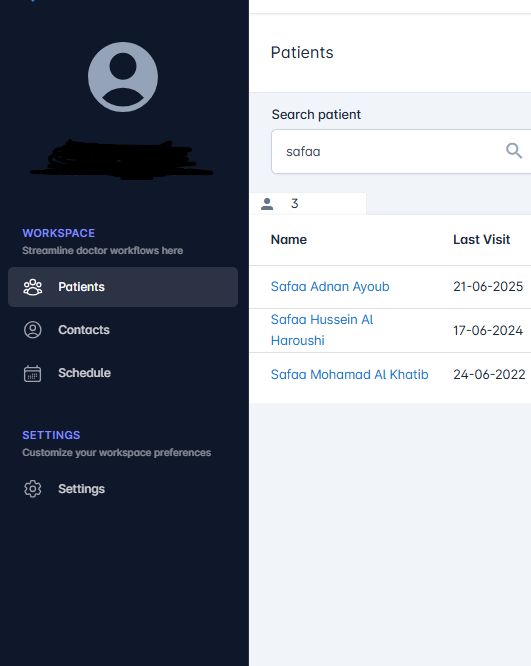 Patients
Search patient
safaa
3
Name Last Visit
Safaa Adnan Ayoub 21-06-2025
Safaa Hussein Al
Haroushi 17-06-2024
Safaa Mohamad Al Khatib 24-06-2022
WORKSPACE
Streamline doctor workflows here
Patients
Contacts
Schedule
SETTINGS
Customize your workspace preferences
Settings